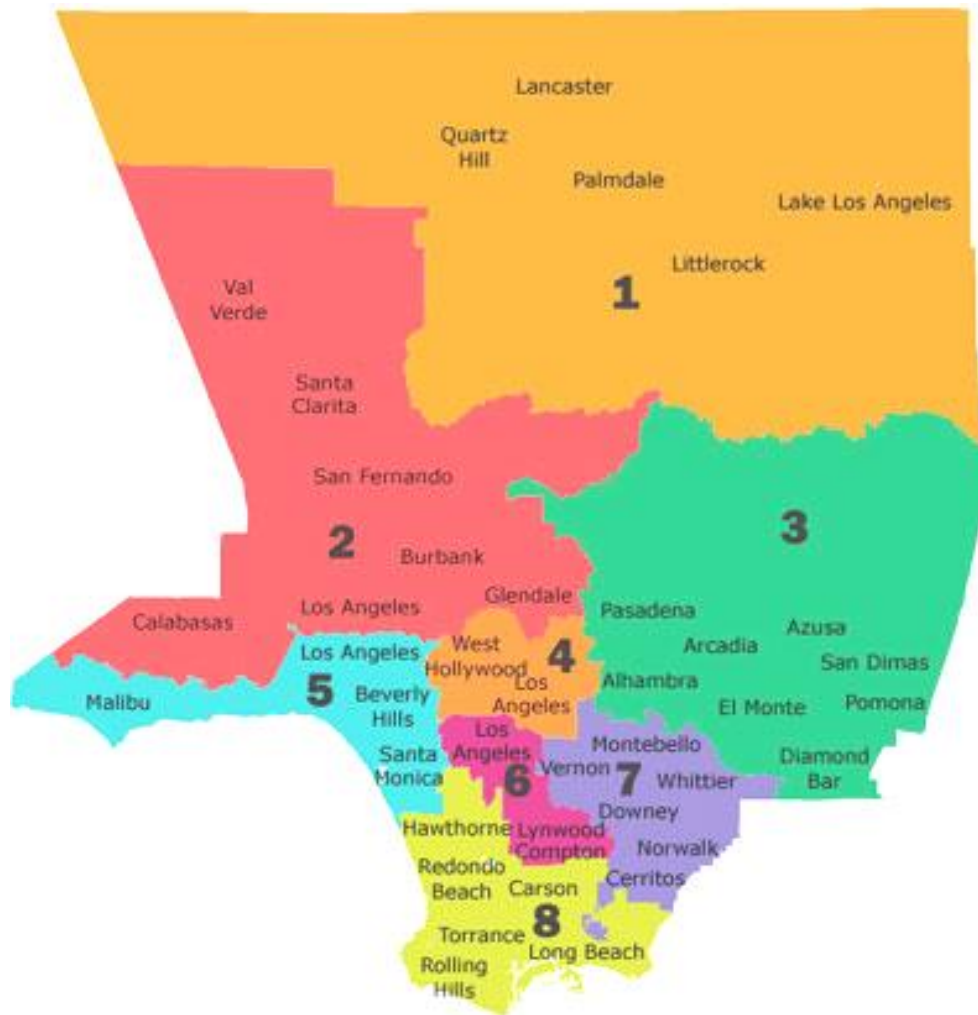 Lancaster
Quartz
Hill
Palmdale
Lake Los Angeles
Littlerock
1
Val
Verde
Santa
Clarita
San Fernando
2
Burbank
Glendale
Los Angeles
Calabasas
3
Pasadena
Azusa
Arcadia
San Dimas
Alhambra
El Monte
Pomona
Diamond
Bar
West
Hollywood
4
Los
Angeles
Los Angeles
5
Beverly
Hills
Malibu
Santa
Monica
Los
Angeles
6
Lynwood
Compton
Montebello
Vernon
7
Whittier
Downey
Norwalk
Cerritos
Hawthorne
Redondo
Beach
Carson
8
Torrance
Long Beach
Rolling
Hills